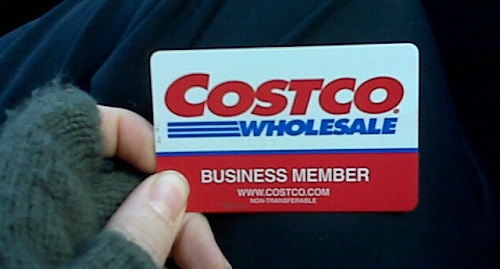 COSTCO
WHOLESALE
BUSINESS MEMBER
WWW.COSTCO.COM
NON-TRANSFERABLE